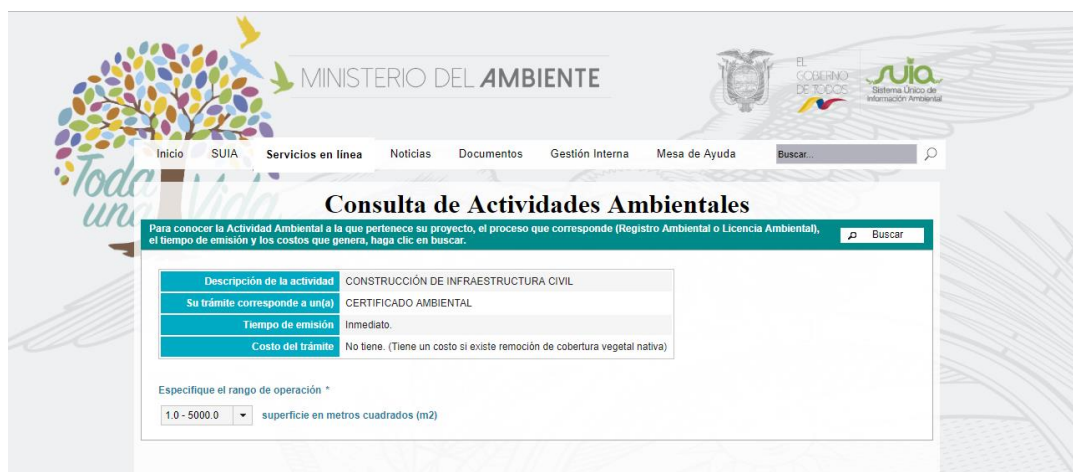 MINISTERIO DEL AMBIENTE
EL
GOBIERNO
DE TODOS
suia
Sistema Único de
Información Ambiental
Toda
una
Vida
Inicio SUIA Servicios en línea Noticias Documentos Gestión Interna Mesa de Ayuda Buscar...
Consulta de Actividades Ambientales
Para conocer la Actividad Ambiental a la que pertenece su proyecto, el proceso que corresponde (Registro Ambiental o Licencia Ambiental),
el tiempo de emisión y los costos que genera, haga clic en buscar.
Buscar
Descripción de la actividad CONSTRUCCIÓN DE INFRAESTRUCTURA CIVIL
Su trámite corresponde a un(a) CERTIFICADO AMBIENTAL
Tiempo de emisión Inmediato.
Costo del trámite No tiene. (Tiene un costo si existe remoción de cobertura vegetal nativa)
Especifique el rango de operación *
1.0 - 5000.0 superficie en metros cuadrados (m2)